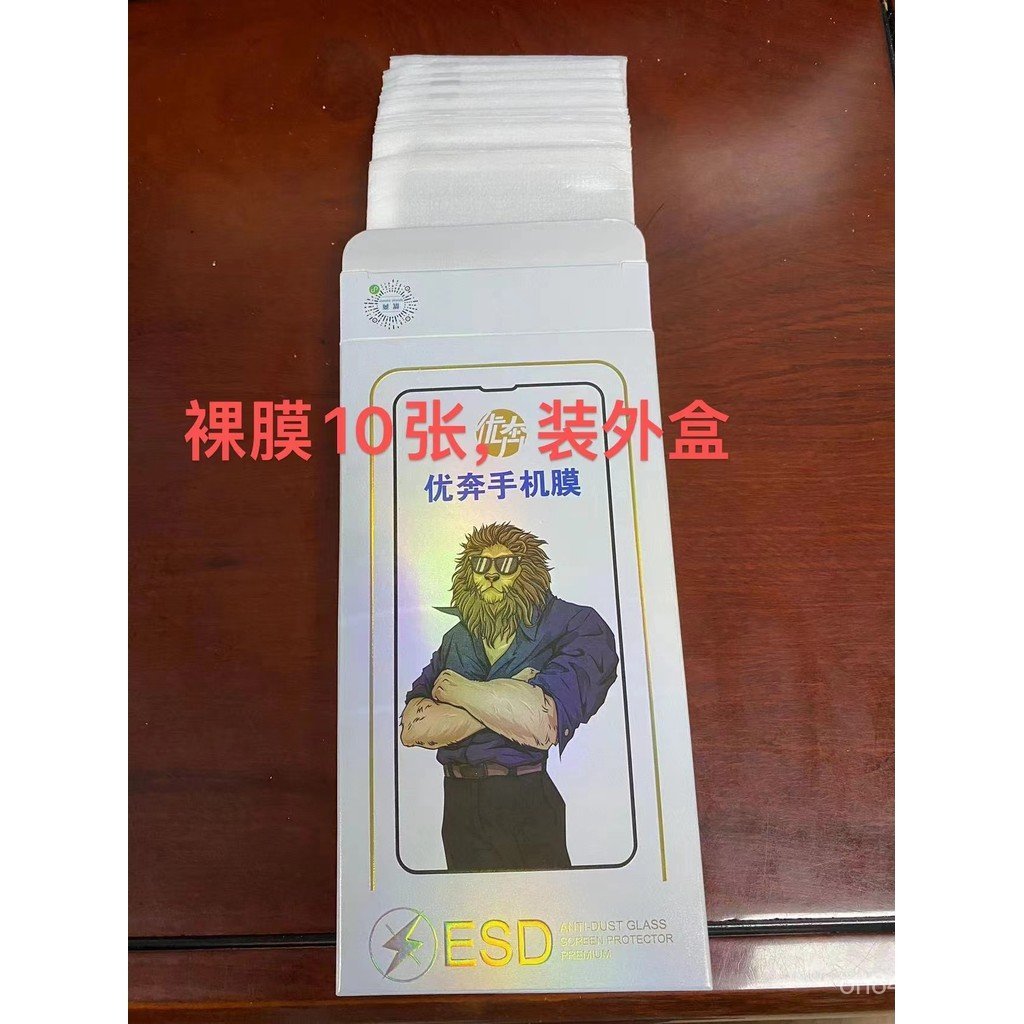 裸膜10张，装外盒
优奔
优奔手机膜
ESD
ANTI-DUST GLASS
SCREEN PROTECTOR
PREMIUM